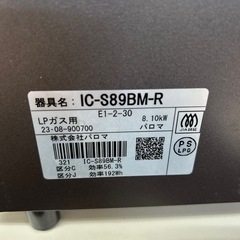 器具名：IC-S89BM-R
E1-2-30
LPガス用 8.10kW
23-08-900700 パロマ
株式会社パロマ
321 IC-S89BM-R
区分C 効率56.3%
区分J 効率192Wh
JIA
PS
LPG